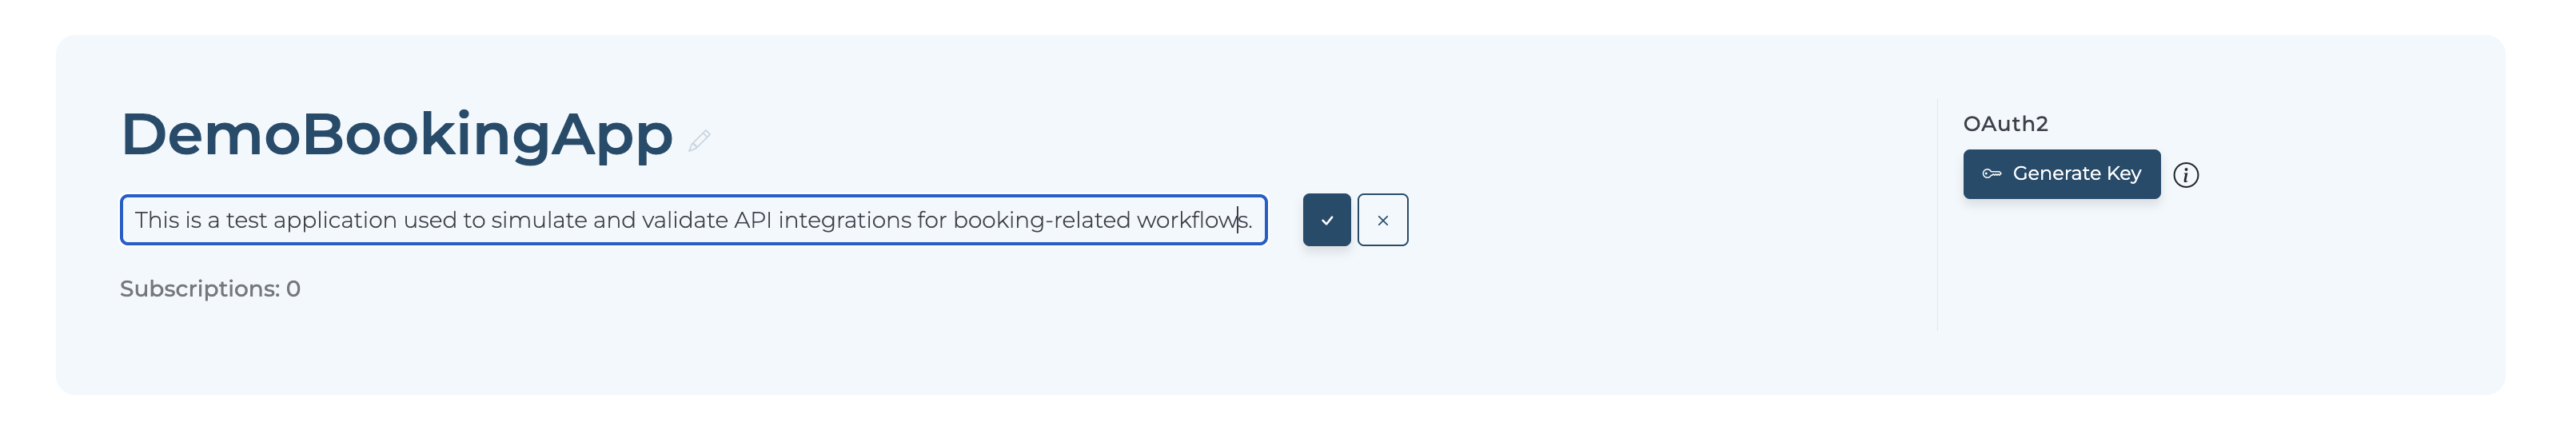 DemoBookingApp
This is a test application used to simulate and validate API integrations for booking-related workflows.
Subscriptions: 0
OAuth2
Generate Key
i